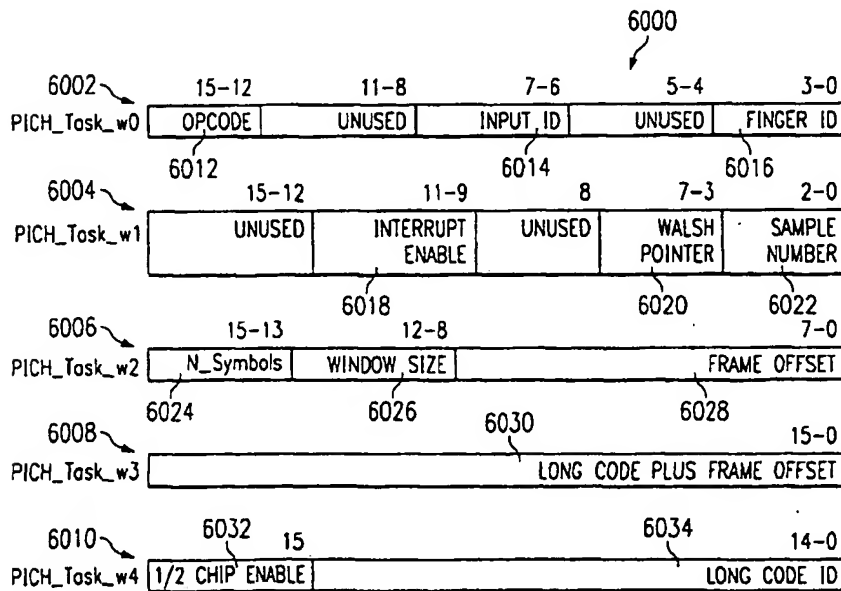 6000
6002 15-12 11-8 7-6 5-4 3-0
PICH_Task_w0 OPCODE UNUSED INPUT ID UNUSED FINGER ID
6012 6014 6016
6004 15-12 11-9 8 7-3 2-0
PICH_Task_w1 UNUSED INTERRUPT UNUSED WALSH SAMPLE
ENABLE POINTER NUMBER
6018 6020 6022
6006 15-13 12-8 7-0
PICH_Task_w2 N_Symbols WINDOW SIZE FRAME OFFSET
6024 6026 6028
6008 6030 15-0
PICH_Task_w3 LONG CODE PLUS FRAME OFFSET
6010 6032 15 6034 14-0
PICH_Task_w4 1/2 CHIP ENABLE LONG CODE ID